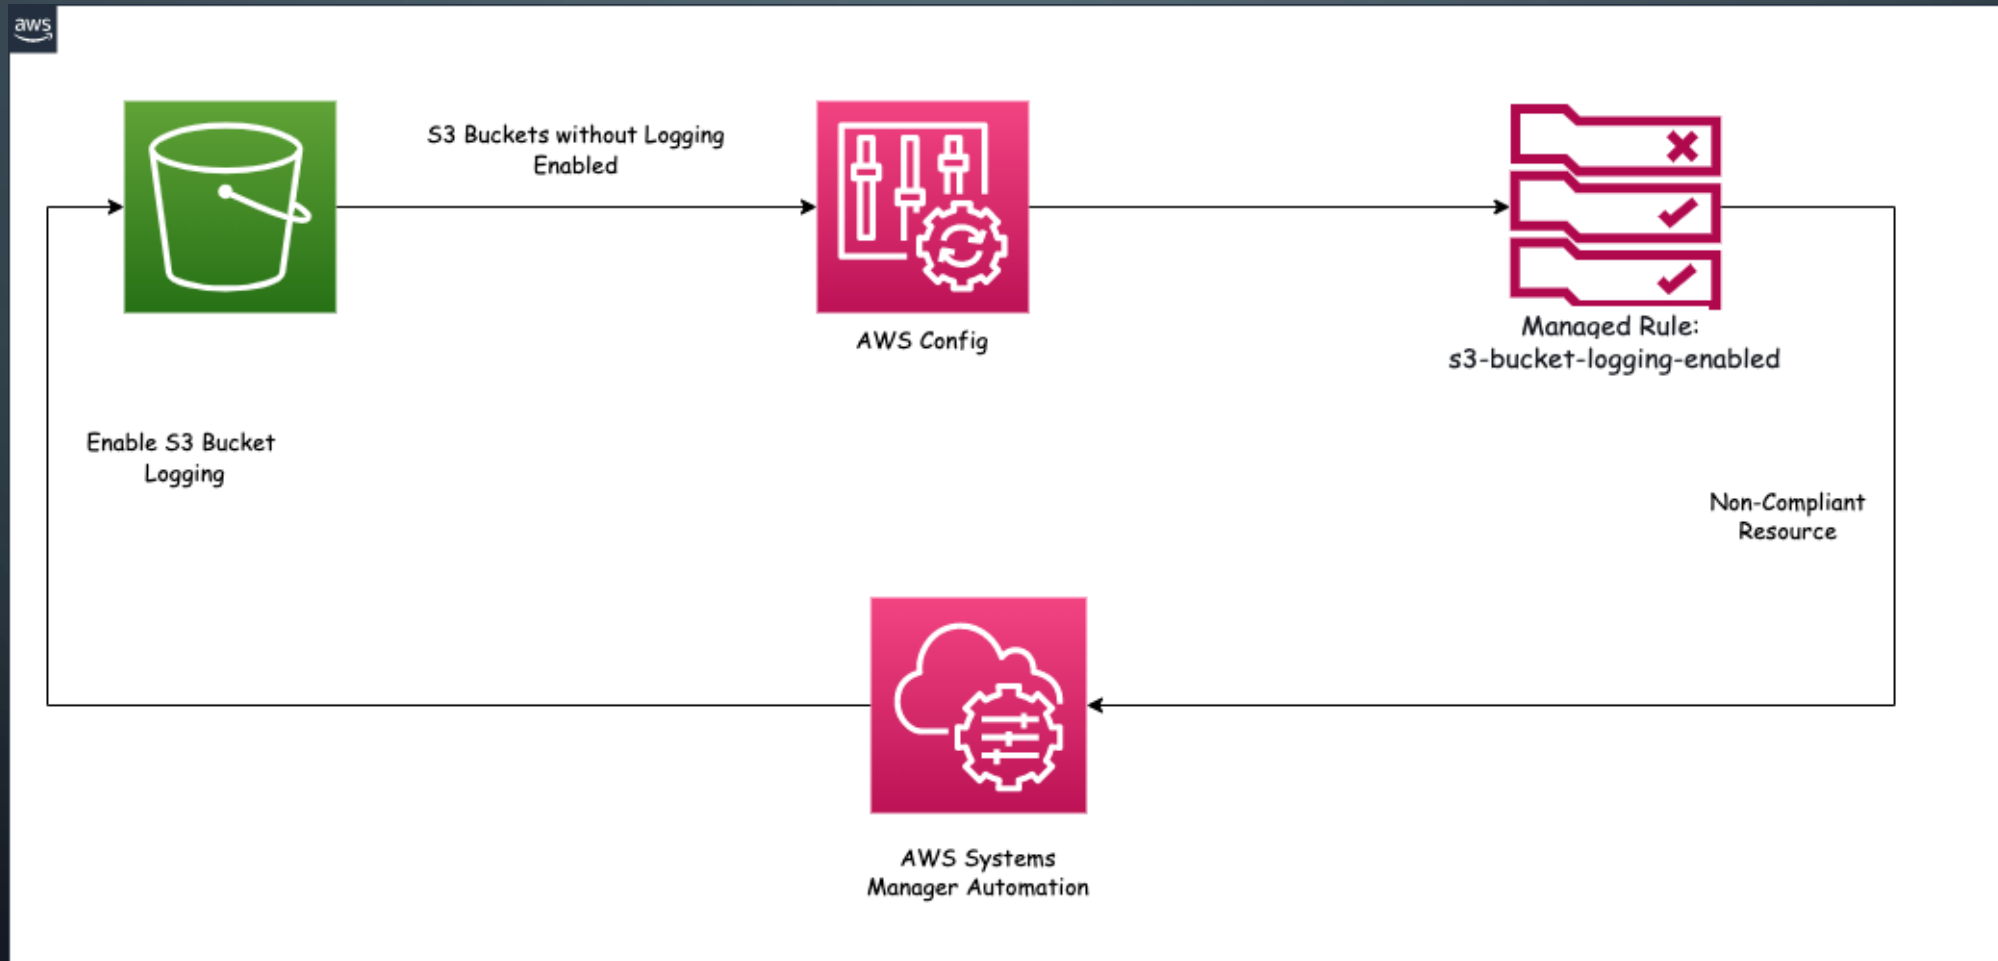 aws
S3 Buckets without Logging
Enabled
AWS Config
Managed Rule:
s3-bucket-logging-enabled
Enable S3 Bucket
Logging
Non-Compliant
Resource
AWS Systems
Manager Automation